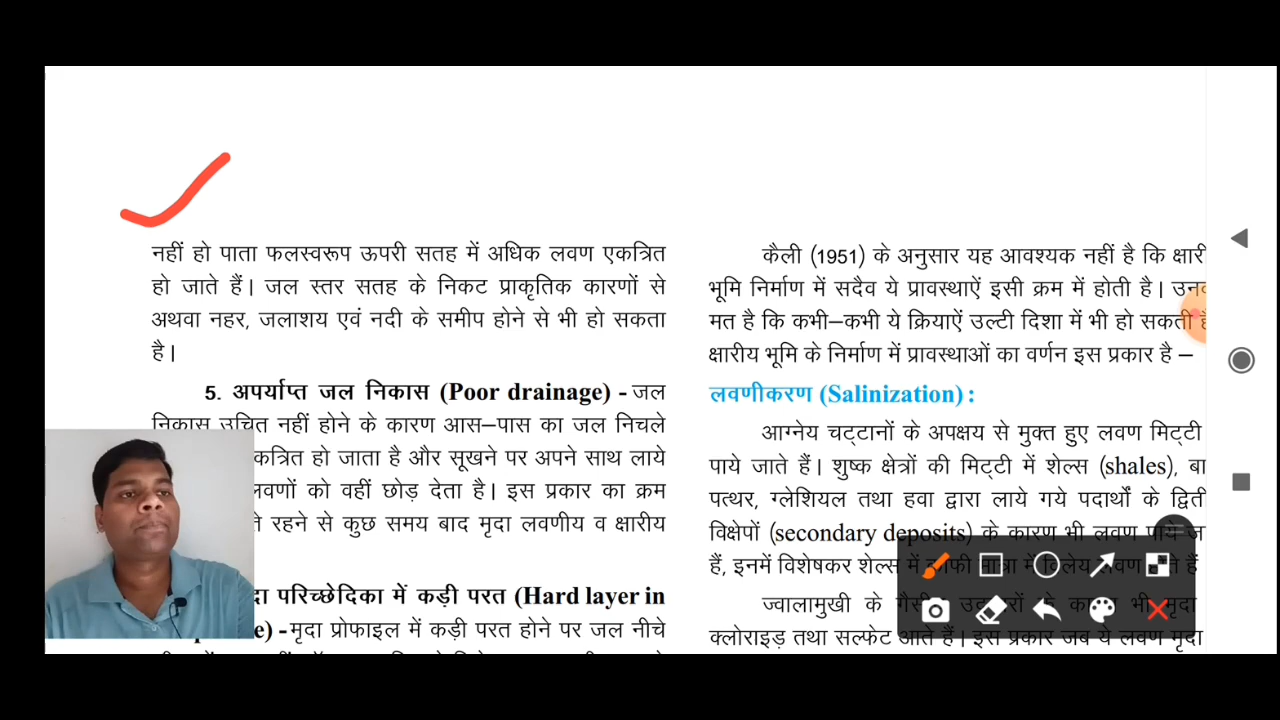 नहीं हो पाता फलस्वरूप ऊपरी सतह में अधिक लवण एकत्रित
हो जाते हैं। जल स्तर सतह के निकट प्राकृतिक कारणों से
अथवा नहर, जलाशय एवं नदी के समीप होने से भी हो सकता
है।
5. अपर्याप्त जल निकास (Poor drainage) - जल
निकास उचित नहीं होने के कारण आस–पास का जल निचले
कत्रित हो जाता है और सूखने पर अपने साथ लाये
लवणों को वहीं छोड़ देता है। इस प्रकार का क्रम
रहने से कुछ समय बाद मृदा लवणीय व क्षारीय
परिच्छेदिका में कड़ी परत (Hard layer in
- मृदा प्रोफाइल में कड़ी परत होने पर जल नीचे
कैली (1951) के अनुसार यह आवश्यक नहीं है कि क्षारी
भूमि निर्माण में सदैव ये प्रावस्थाऐं इसी क्रम में होती है। उनव
मत है कि कभी–कभी ये क्रियाऐं उल्टी दिशा में भी हो सकती
क्षारीय भूमि के निर्माण में प्रावस्थाओं का वर्णन इस प्रकार है –
लवणीकरण (Salinization) :
आग्नेय चट्टानों के अपक्षय से मुक्त हुए लवण मिट्टी
पाये जाते हैं। शुष्क क्षेत्रों की मिट्टी में शेल्स (shales), बा
पत्थर, ग्लेशियल तथा हवा द्वारा लाये गये पदार्थों के द्विती
विक्षेपों (secondary deposits) के कारण भी लवण पाये ज
हैं, इनमें विशेषकर शेल्स में काफी मात्रा में विलेय लवण होते हैं
ज्वालामुखी के गैसीय उद्गारों के कारण भी मृदा
क्लोराइड़ तथा सल्फेट आते हैं। इस प्रकार जब ये लवण मृदा